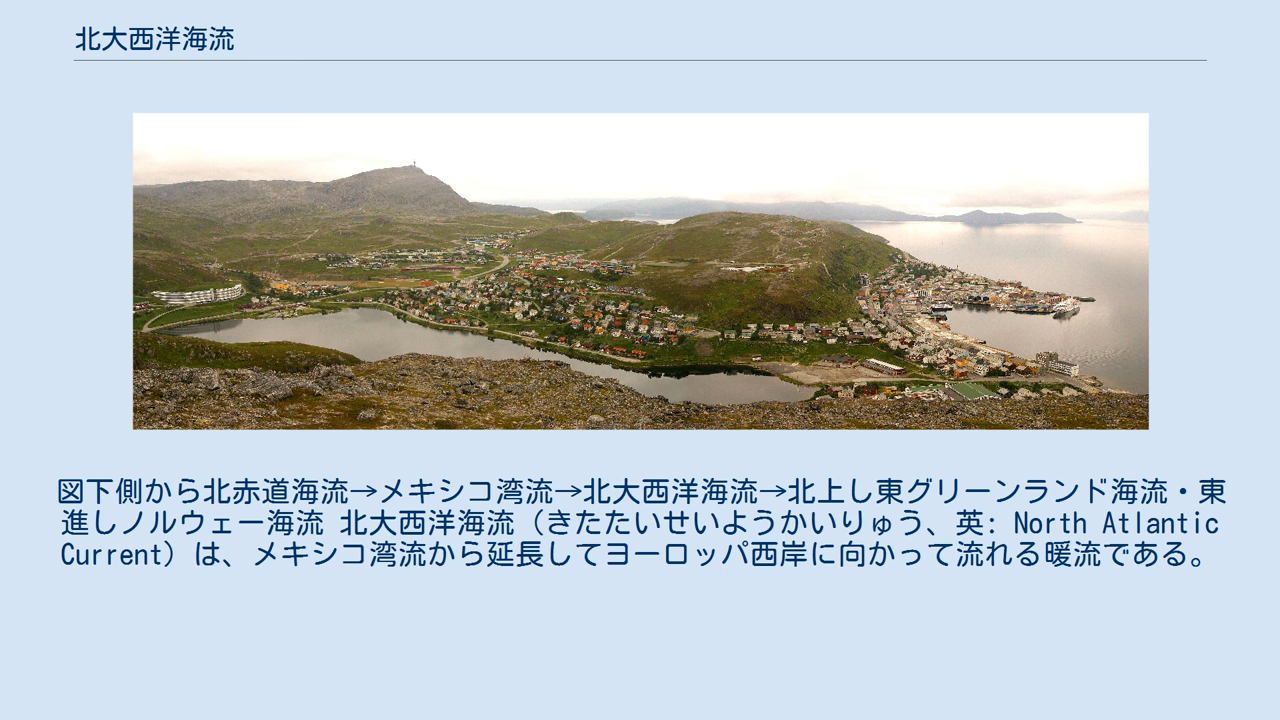 北大西洋海流
図下側から北赤道海流→メキシコ湾流→北大西洋海流→北上し東グリーンランド海流・東
進しノルウェー海流 北大西洋海流（きたたいせいようかいりゅう、英: North Atlantic
Current）は、メキシコ湾流から延長してヨーロッパ西岸に向かって流れる暖流である。